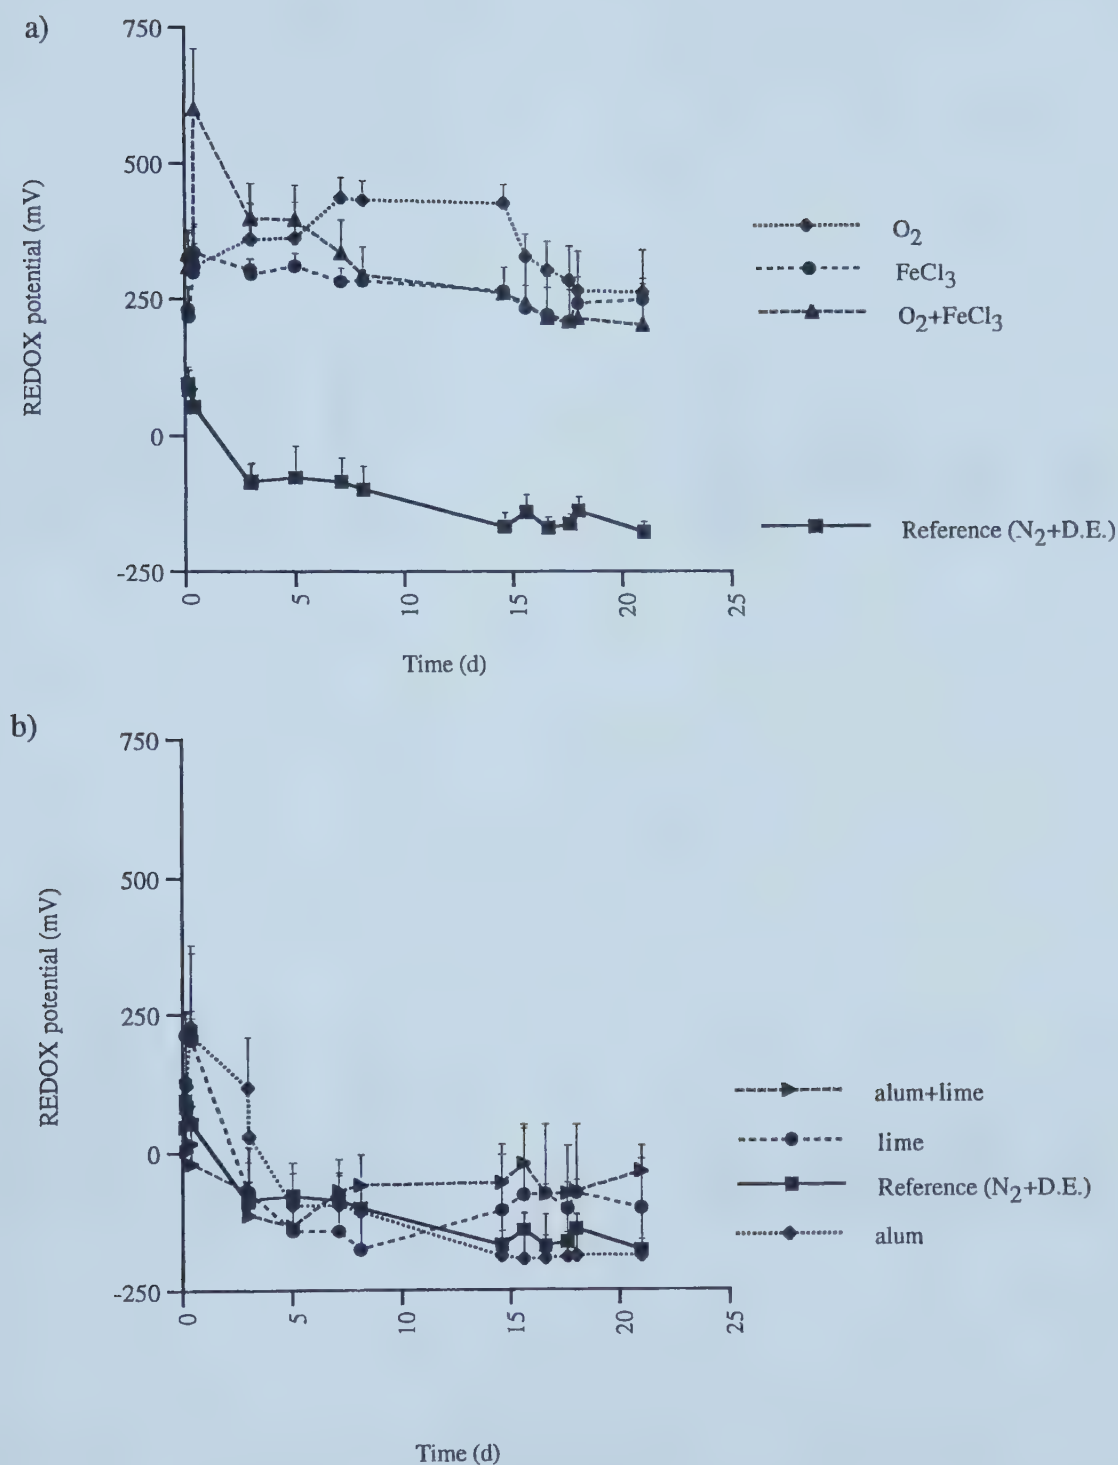 a)
750
500
250
0
-250
REDOX potential (mV)
0
5
10
15
20
25
Time (d)
O2
FeCl3
O2+FeCl3
Reference (N2+D.E.)
b)
750
500
250
0
-250
REDOX potential (mV)
0
5
10
15
20
25
Time (d)
alum+lime
lime
Reference (N2+D.E.)
alum